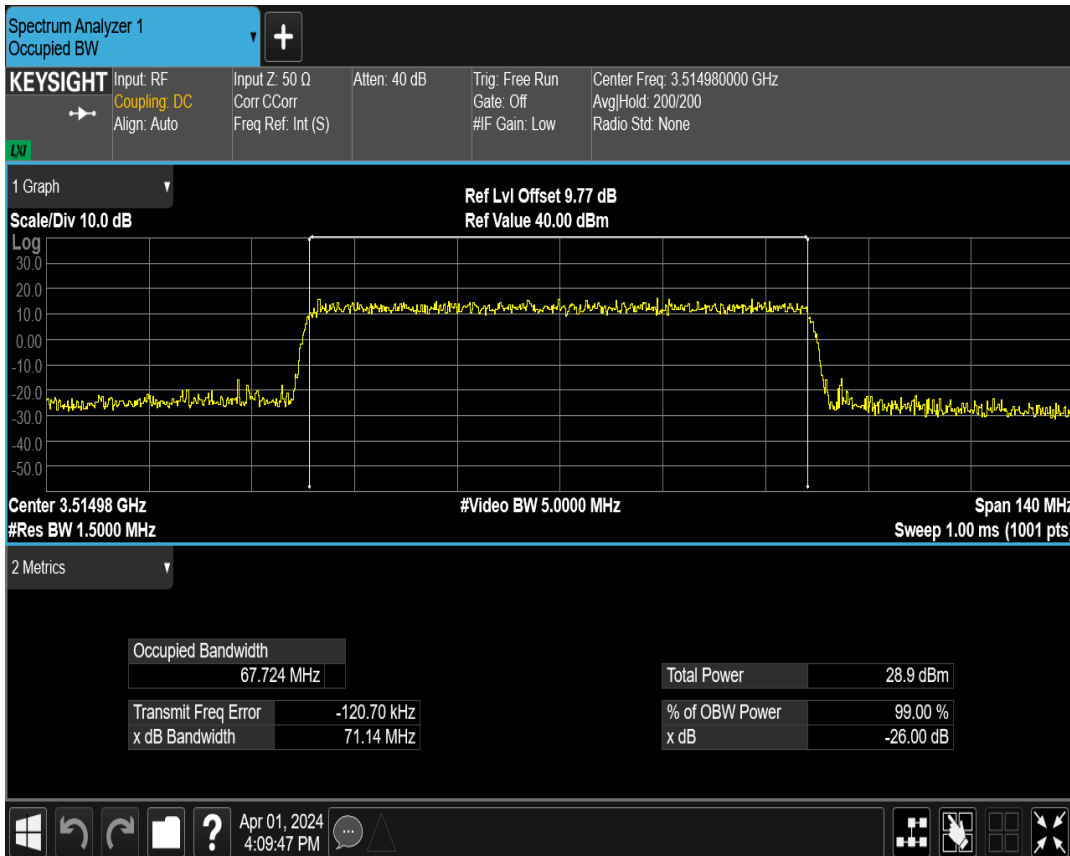 Spectrum Analyzer 1
Occupied BW
+
KEYSIGHT
Input: RF
Coupling: DC
Align: Auto
Input Z: 50 Ω
Corr CCorr
Freq Ref: Int (S)
Atten: 40 dB
Trig: Free Run
Gate: Off
#IF Gain: Low
Center Freq: 3.514980000 GHz
Avg|Hold: 200/200
Radio Std: None
LXI
1 Graph
Scale/Div 10.0 dB
Ref Lvl Offset 9.77 dB
Ref Value 40.00 dBm
Log
30.0
20.0
10.0
0.00
-10.0
-20.0
-30.0
-40.0
-50.0
Center 3.51498 GHz
#Video BW 5.0000 MHz
Span 140 MHz
#Res BW 1.5000 MHz
Sweep 1.00 ms (1001 pts)
2 Metrics
Occupied Bandwidth
67.724 MHz
Total Power 28.9 dBm
Transmit Freq Error -120.70 kHz
% of OBW Power 99.00 %
x dB Bandwidth 71.14 MHz
x dB -26.00 dB
?
Apr 01, 2024
4:09:47 PM